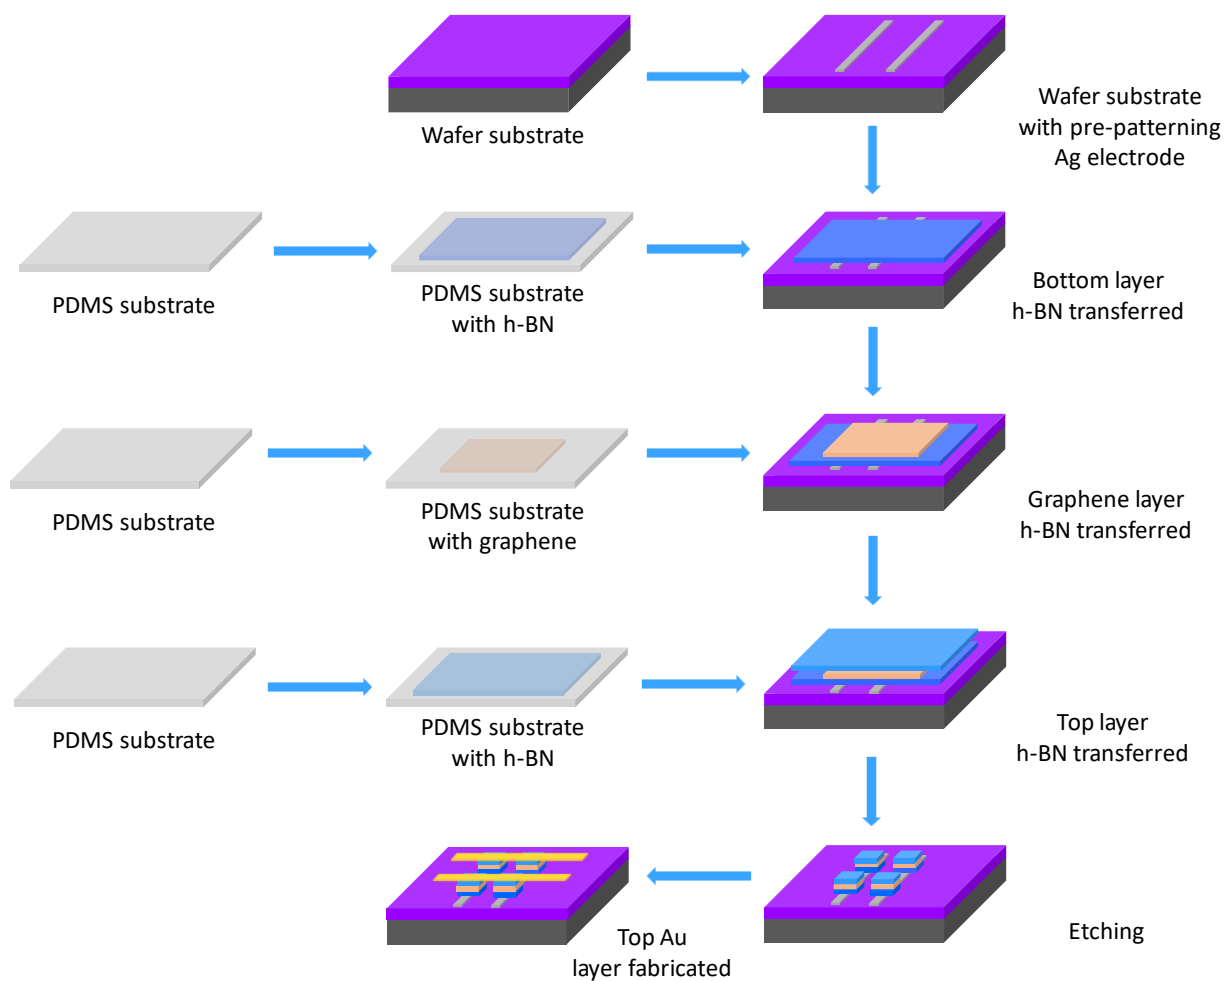 Wafer substrate
Wafer substrate
with pre-patterning
Ag electrode
PDMS substrate
PDMS substrate
with h-BN
Bottom layer
h-BN transferred
PDMS substrate
PDMS substrate
with graphene
Graphene layer
h-BN transferred
PDMS substrate
PDMS substrate
with h-BN
Top layer
h-BN transferred
Top Au
layer fabricated
Etching